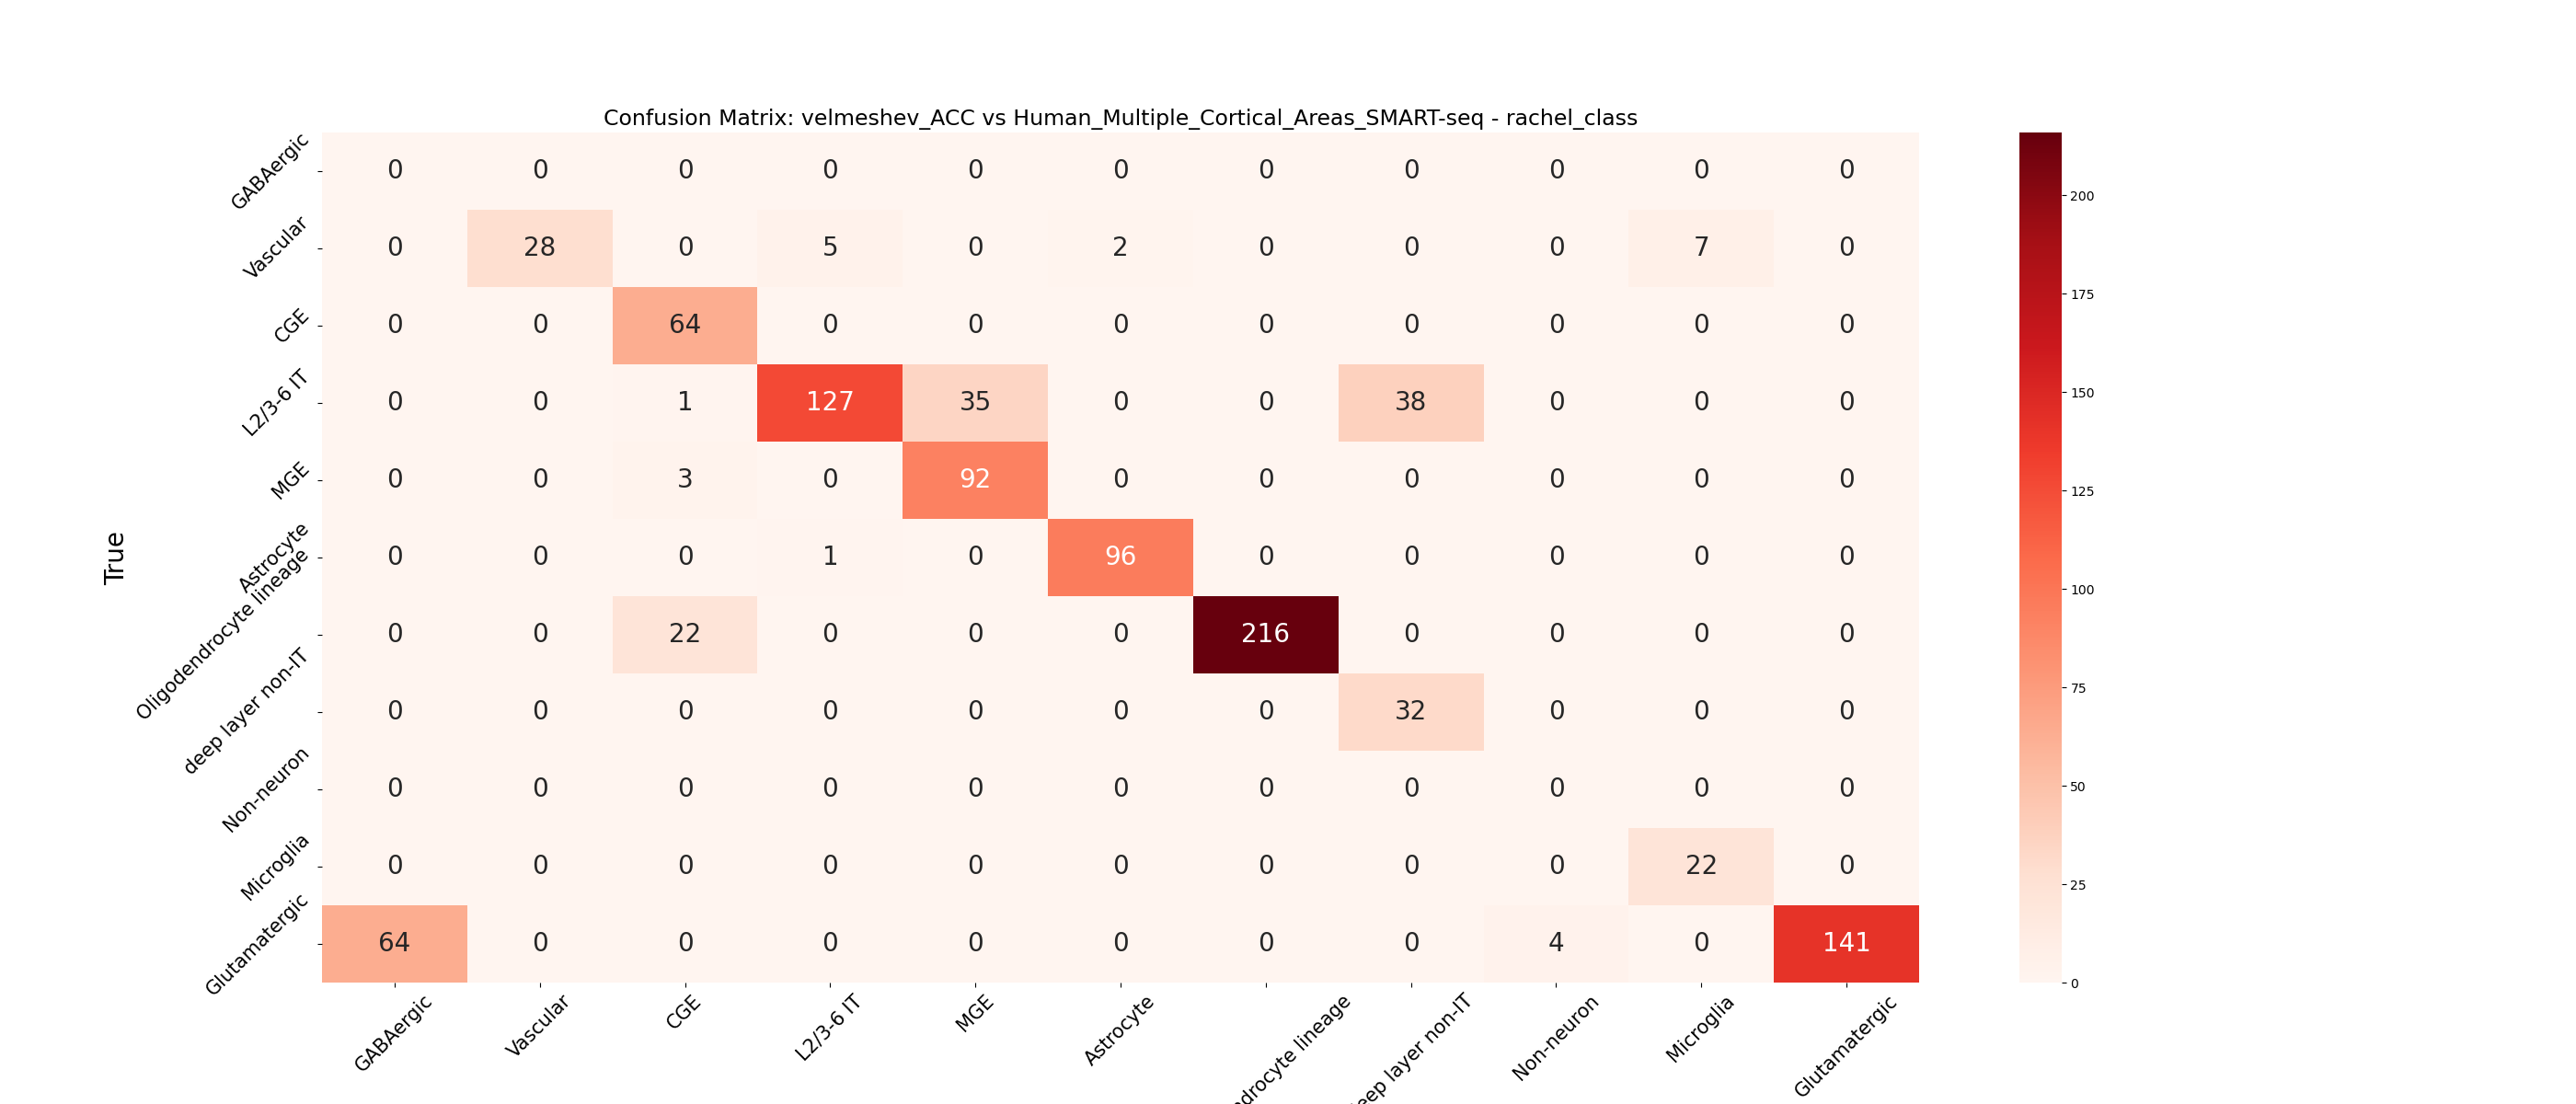 Confusion Matrix: velmeshev_ACC vs Human_Multiple_Cortical_Areas_SMART-seq - rachel_class
True
GABAergic 0 0 0 0 0 0 0 0 0 0 0
Vascular 0 28 0 5 0 2 0 0 0 7 0
CGE 0 0 64 0 0 0 0 0 0 0 0
L2/3-6 IT 0 0 1 127 35 0 0 38 0 0 0
MGE 0 0 3 0 92 0 0 0 0 0 0
Astrocyte 0 0 0 1 0 96 0 0 0 0 0
Oligodendrocyte lineage 0 0 22 0 0 0 216 0 0 0 0
deep layer non-IT 0 0 0 0 0 0 0 32 0 0 0
Non-neuron 0 0 0 0 0 0 0 0 0 0 0
Microglia 0 0 0 0 0 0 0 0 0 22 0
Glutamatergic 64 0 0 0 0 0 0 0 4 0 141
GABAergic Vascular CGE L2/3-6 IT MGE Astrocyte ndrocyte lineage eep layer non-IT Non-neuron Microglia Glutamatergic
200
175
150
125
100
75
50
25
0